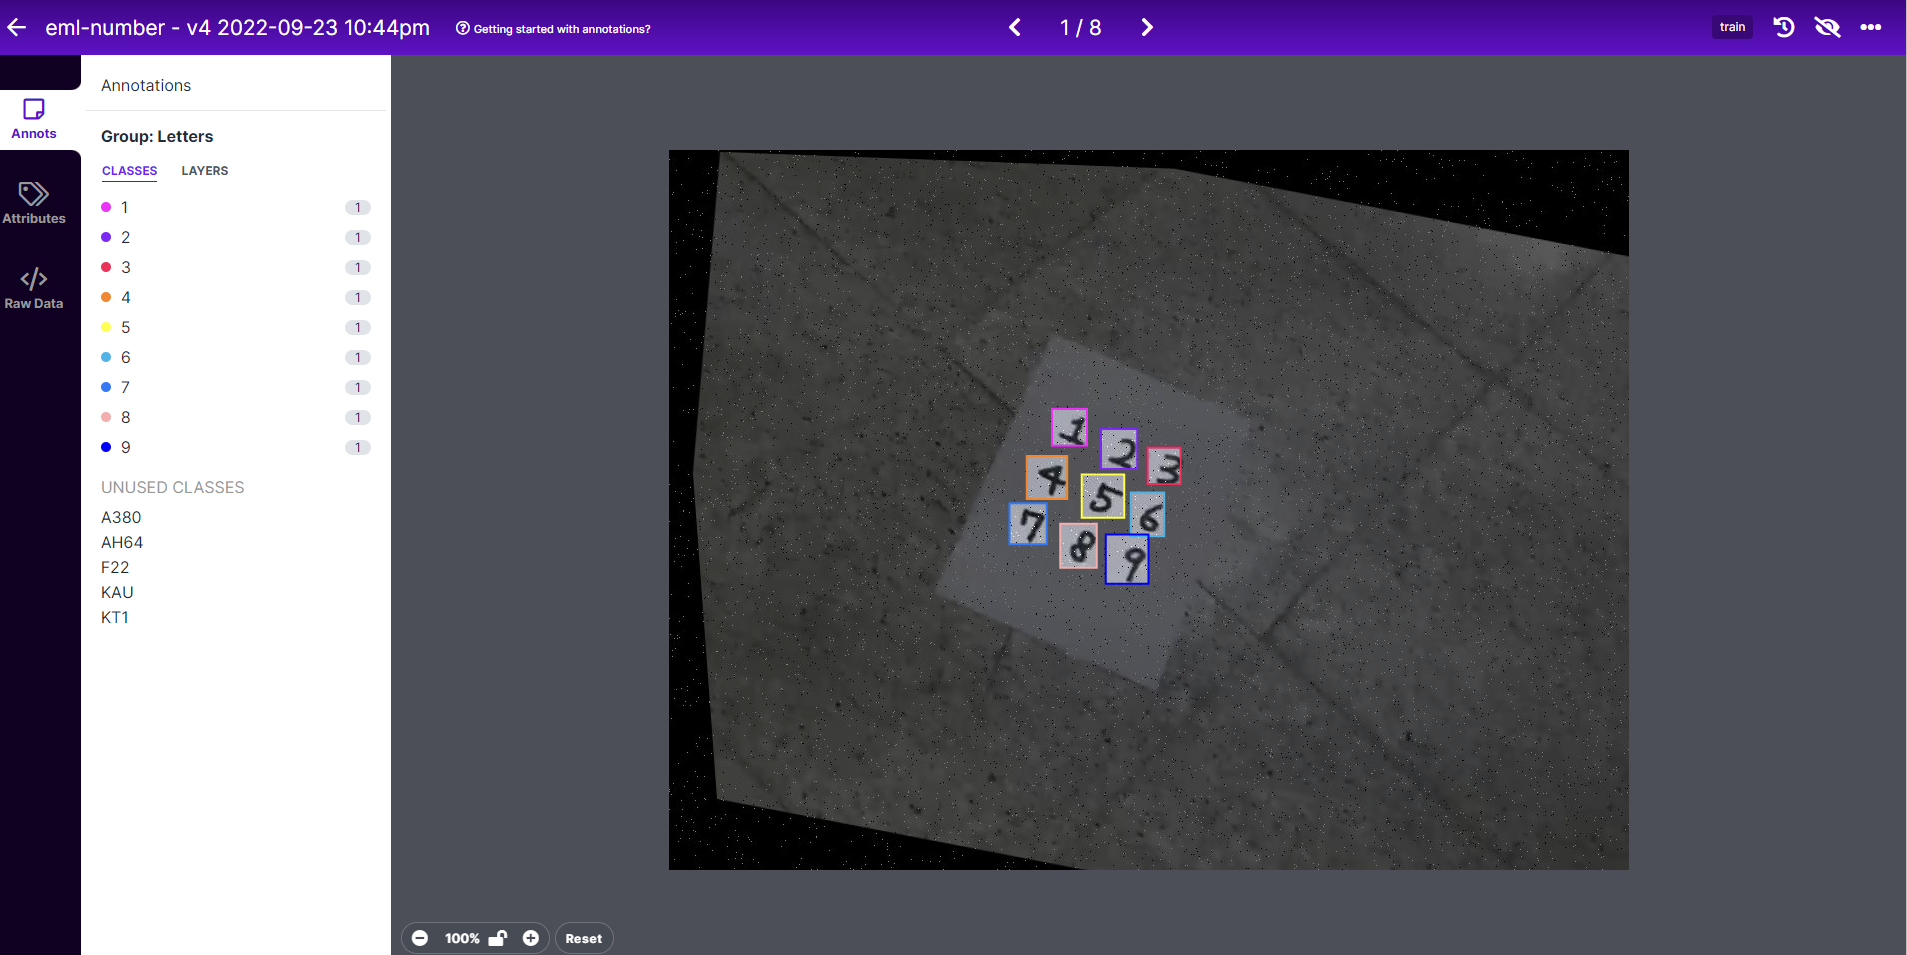 eml-number - v4 2022-09-23 10:44pm
Getting started with annotations?
1 / 8
train
Annots
Attributes
Raw Data
Annotations
Group: Letters
CLASSES LAYERS
1 1
2 1
3 1
4 1
5 1
6 1
7 1
8 1
9 1
UNUSED CLASSES
A380
AH64
F22
KAU
KT1
1 2 3
4 5 6
7 8 9
100%
Reset